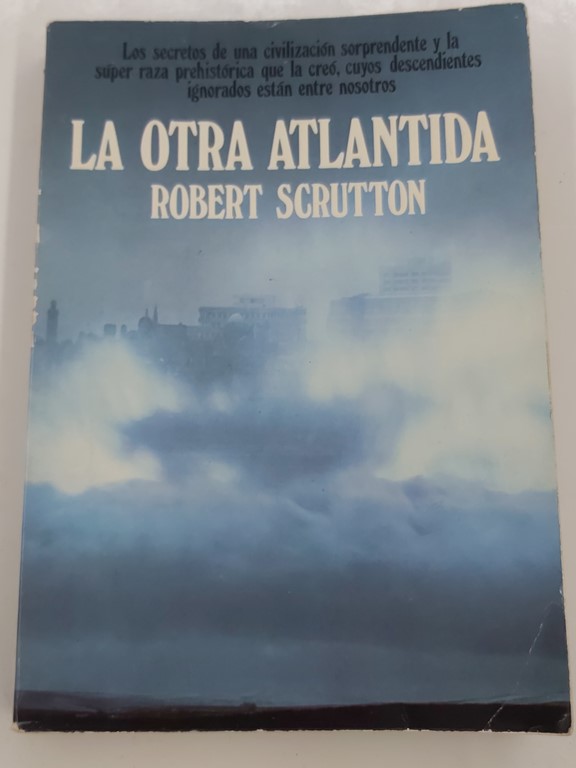 Los secretos de una civilización sorprendente y la
súper raza prehistórica que la creó, cuyos descendientes
ignorados están entre nosotros
LA OTRA ATLANTIDA
ROBERT SCRUTTON